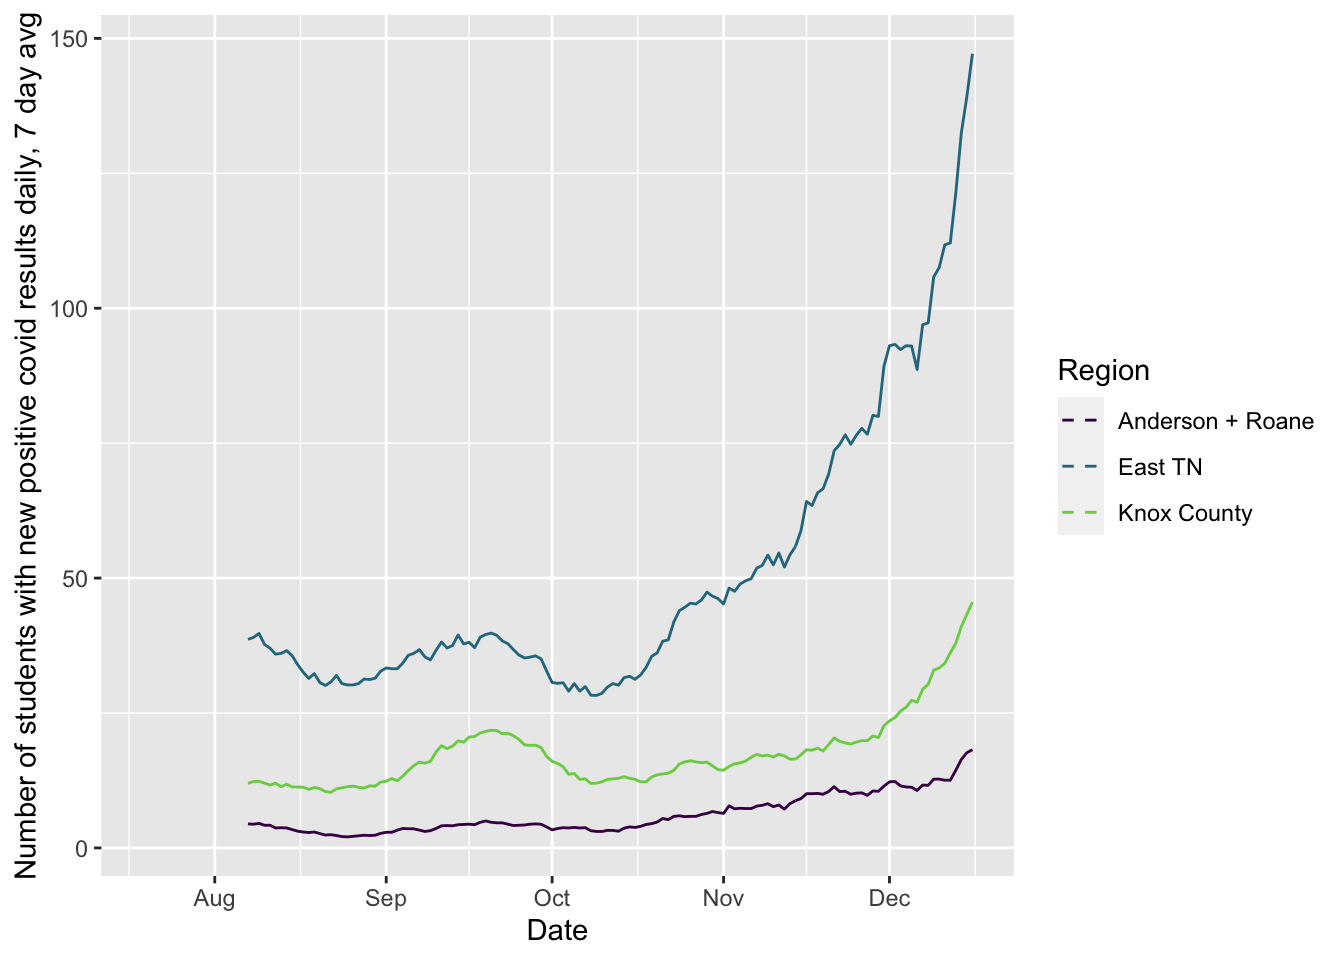 Number of students with new positive covid results daily, 7 day avg
150
100
50
0
Aug Sep Oct Nov Dec
Date
Region
Anderson + Roane
East TN
Knox County